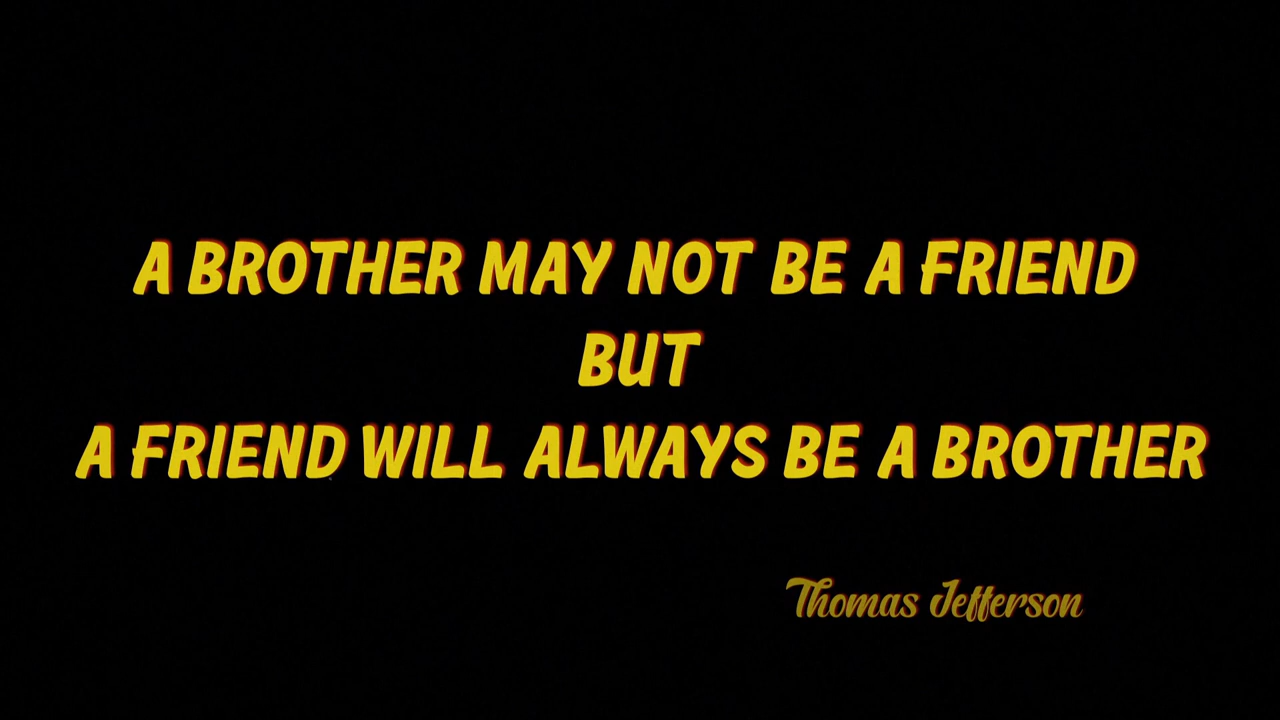 A BROTHER MAY NOT BE A FRIEND
BUT
A FRIEND WILL ALWAYS BE A BROTHER
Thomas Jefferson